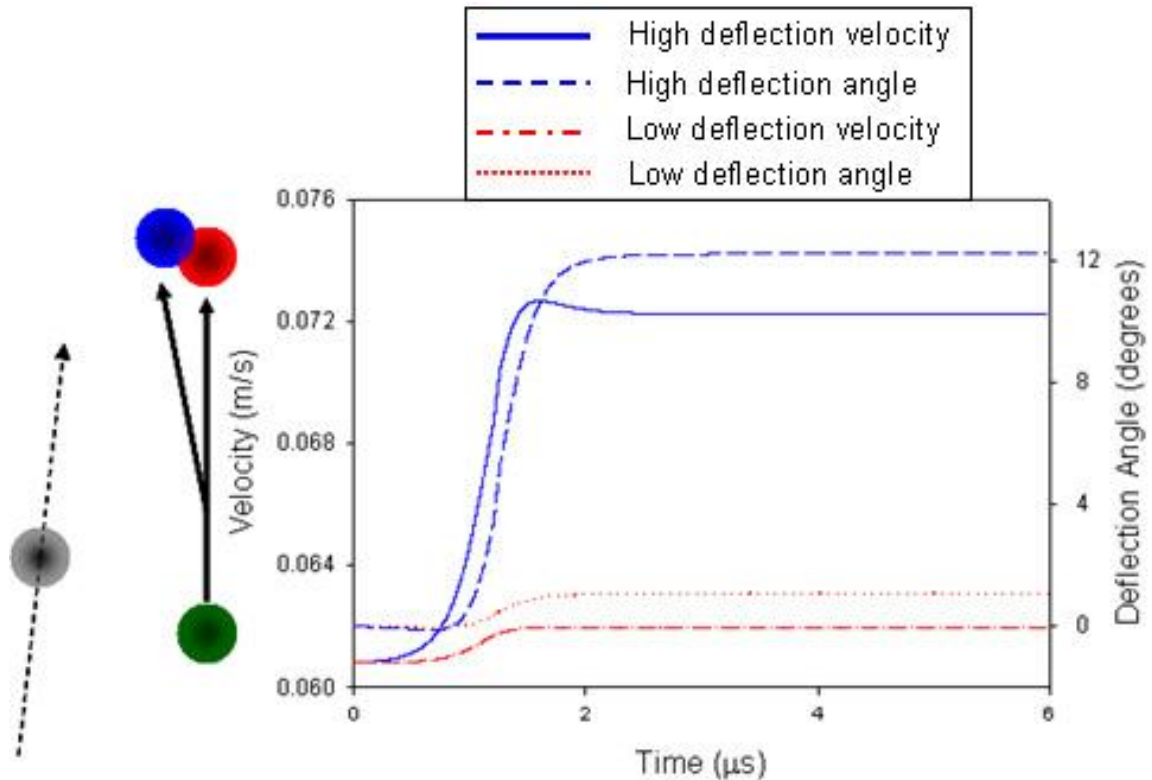 High deflection velocity
High deflection angle
Low deflection velocity
Low deflection angle
0.076
0.072
0.068
0.064
0.060
Velocity (m/s)
12
8
4
0
Deflection Angle (degrees)
0 2 4 6
Time (μs)